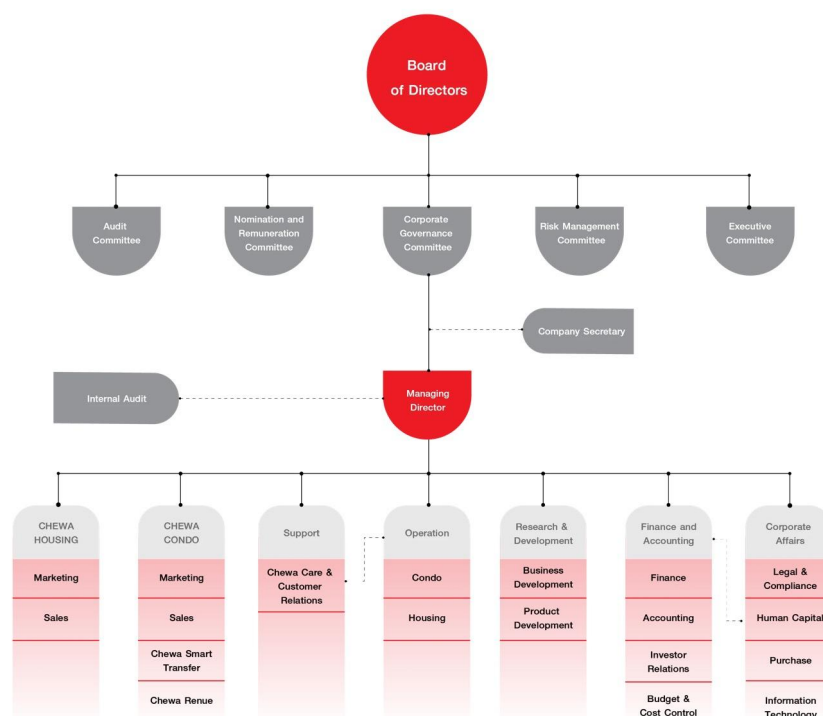 Board
of Directors
Audit
Committee
Nomination and
Remuneration
Committee
Corporate
Governance
Committee
Risk Management
Committee
Executive
Committee
Company Secretary
Managing
Director
Internal Audit
CHEWA
HOUSING
Marketing
Sales
CHEWA
CONDO
Marketing
Sales
Chewa Smart
Transfer
Chewa Renue
Support
Chewa Care &
Customer
Relations
Operation
Condo
Housing
Research &
Development
Business
Development
Product
Development
Finance and
Accounting
Finance
Accounting
Investor
Relations
Budget &
Cost Control
Corporate
Affairs
Legal &
Compliance
Human Capital
Purchase
Information
Technology